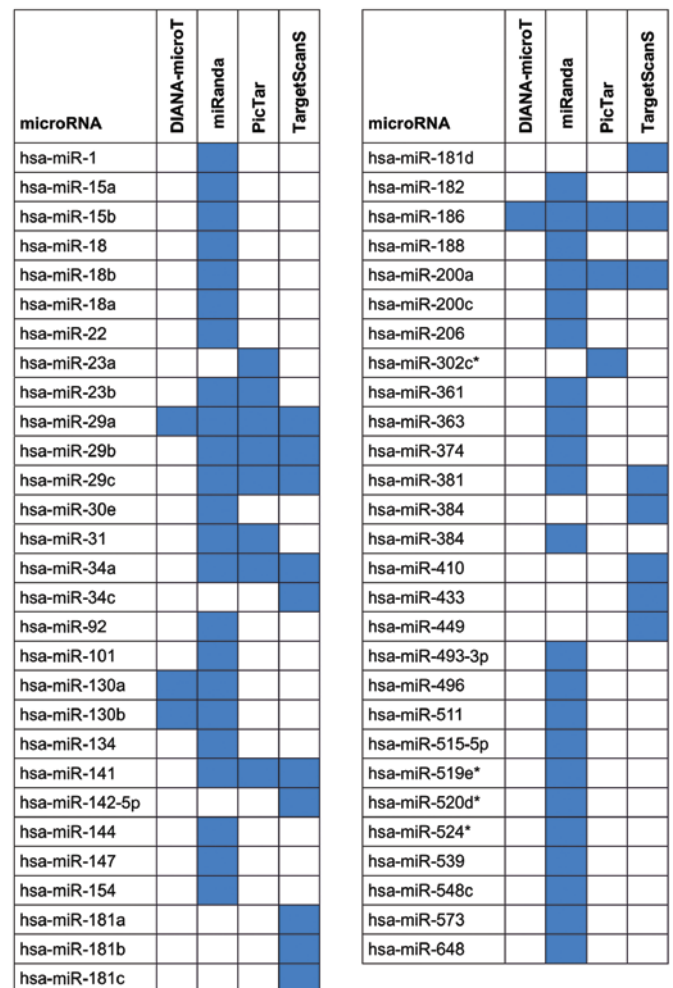 microRNA DIANA-microT miRanda PicTar TargetScanS
hsa-miR-1
hsa-miR-15a
hsa-miR-15b
hsa-miR-18
hsa-miR-18b
hsa-miR-18a
hsa-miR-22
hsa-miR-23a
hsa-miR-23b
hsa-miR-29a
hsa-miR-29b
hsa-miR-29c
hsa-miR-30e
hsa-miR-31
hsa-miR-34a
hsa-miR-34c
hsa-miR-92
hsa-miR-101
hsa-miR-130a
hsa-miR-130b
hsa-miR-134
hsa-miR-141
hsa-miR-142-5p
hsa-miR-144
hsa-miR-147
hsa-miR-154
hsa-miR-181a
hsa-miR-181b
hsa-miR-181c
microRNA DIANA-microT miRanda PicTar TargetScanS
hsa-miR-181d
hsa-miR-182
hsa-miR-186
hsa-miR-188
hsa-miR-200a
hsa-miR-200c
hsa-miR-206
hsa-miR-302c*
hsa-miR-361
hsa-miR-363
hsa-miR-374
hsa-miR-381
hsa-miR-384
hsa-miR-384
hsa-miR-410
hsa-miR-433
hsa-miR-449
hsa-miR-493-3p
hsa-miR-496
hsa-miR-511
hsa-miR-515-5p
hsa-miR-519e*
hsa-miR-520d*
hsa-miR-524*
hsa-miR-539
hsa-miR-548c
hsa-miR-573
hsa-miR-648